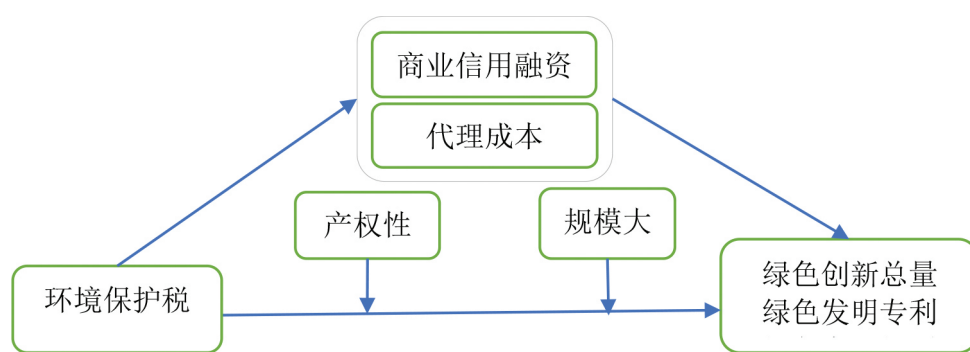 商业信用融资
代理成本
产权性
规模大
环境保护税
绿色创新总量
绿色发明专利